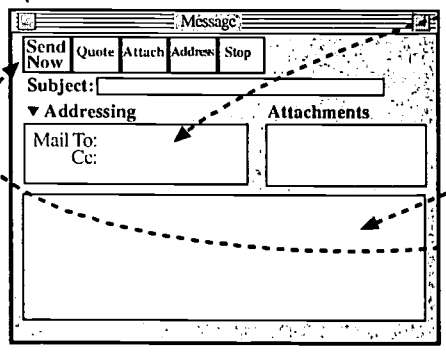 Message
Send Now Quote Attach Address Stop
Subject:
▼ Addressing Attachments
Mail To:
Cc: